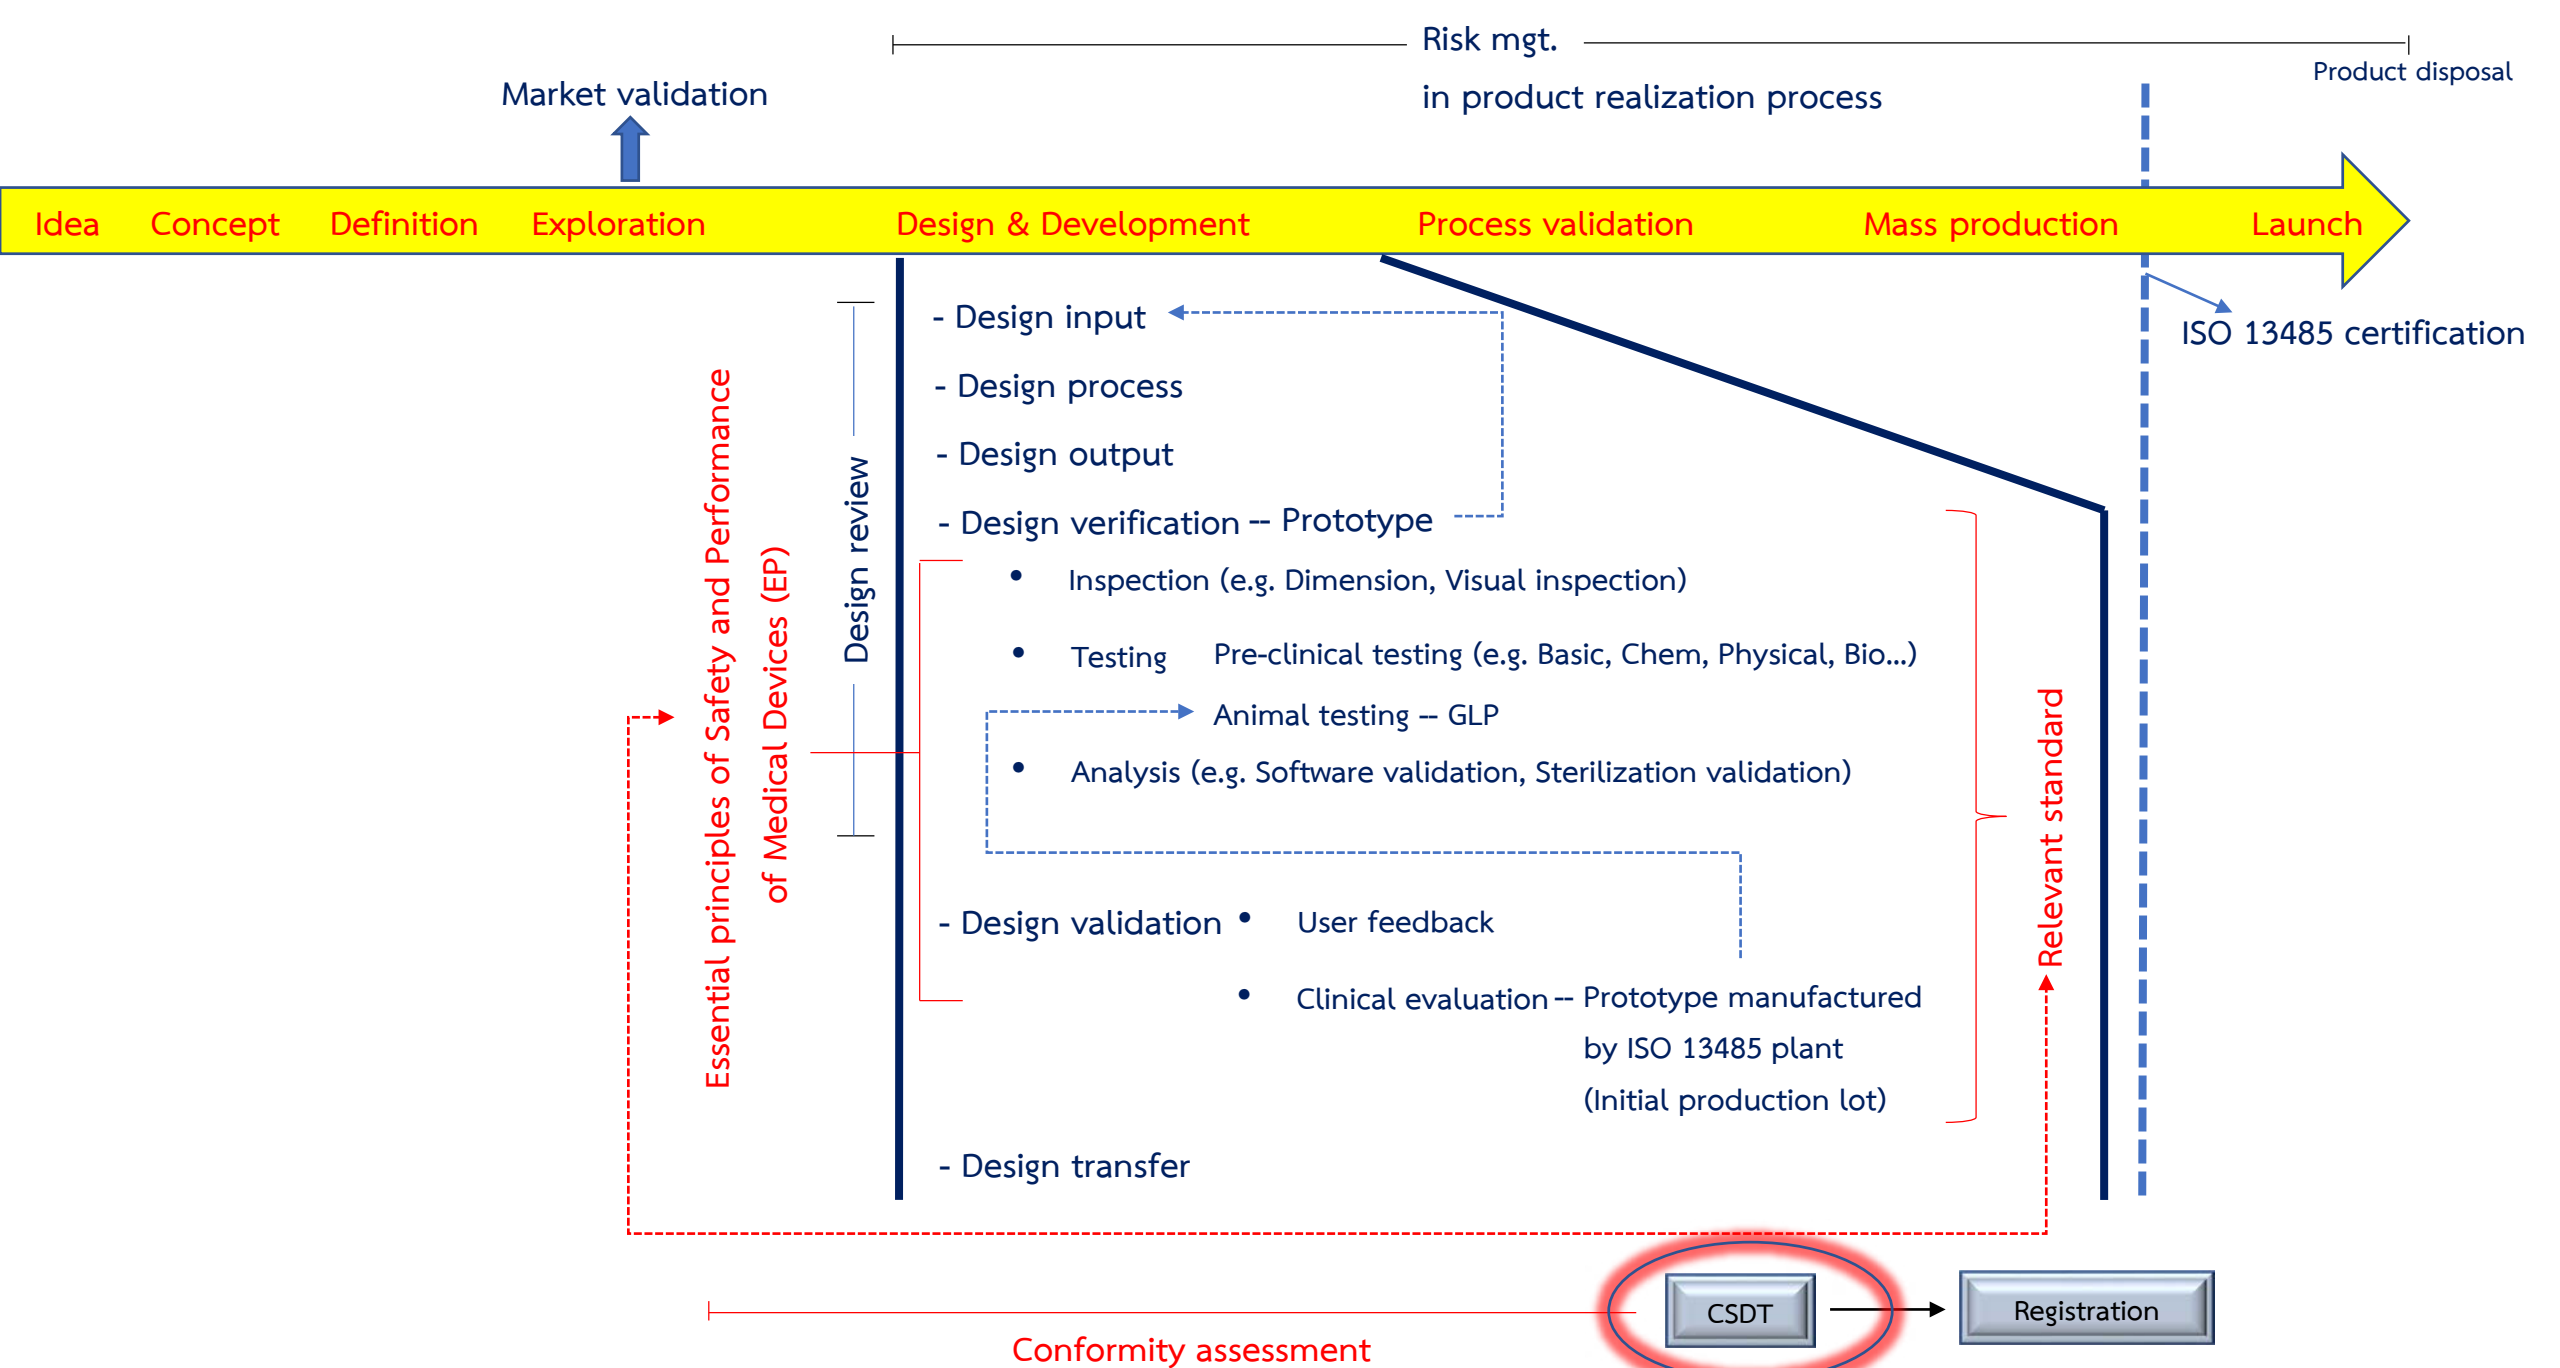 Risk mgt.
in product realization process
Product disposal
Market validation
Idea Concept Definition Exploration Design & Development Process validation Mass production Launch
ISO 13485 certification
Essential principles of Safety and Performance
of Medical Devices (EP)
Design review
- Design input
- Design process
- Design output
- Design verification -- Prototype
• Inspection (e.g. Dimension, Visual inspection)
• Testing Pre-clinical testing (e.g. Basic, Chem, Physical, Bio...)
Animal testing -- GLP
• Analysis (e.g. Software validation, Sterilization validation)
- Design validation • User feedback
• Clinical evaluation -- Prototype manufactured
by ISO 13485 plant
(Initial production lot)
- Design transfer
Relevant standard
CSDT
Registration
Conformity assessment